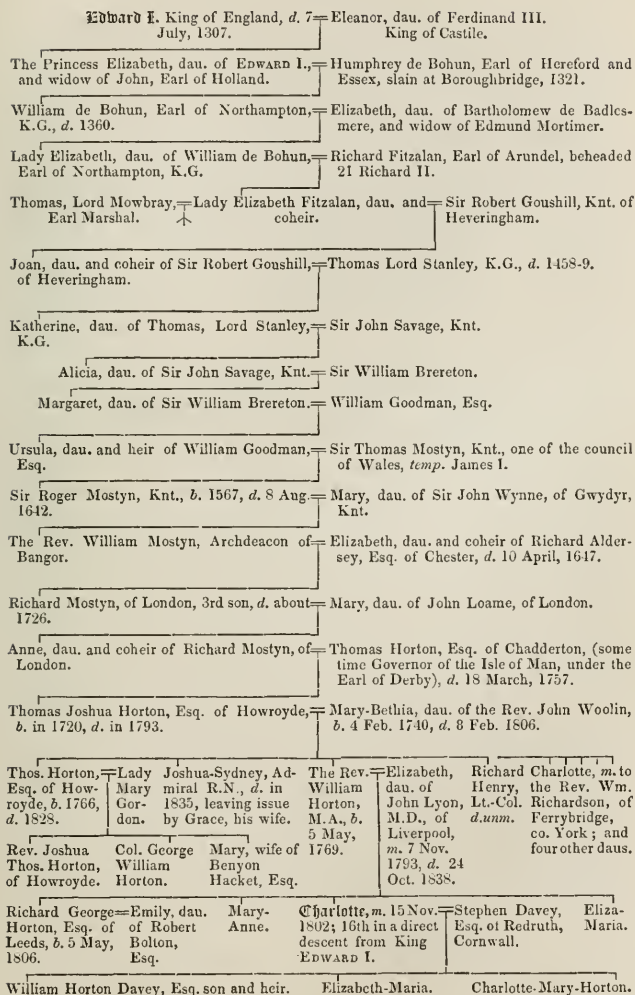 Edward I. King of England, d. 7 = Eleanor, dau. of Ferdinand III.
July, 1307. King of Castile.
The Princess Elizabeth, dau. of EDWARD I., = Humphrey de Bohun, Earl of Hereford and
and widow of John, Earl of Holland. Essex, slain at Boroughbridge, 1321.
William de Bohun, Earl of Northampton, = Elizabeth, dau. of Bartholomew de Badles-
K.G., d. 1360. mere, and widow of Edmund Mortimer.
Lady Elizabeth, dau. of William de Bohun, = Richard Fitzalan, Earl of Arundel, beheaded
Earl of Northampton, K.G. 21 Richard II.
Thomas, Lord Mowbray, = Lady Elizabeth Fitzalan, dau. and = Sir Robert Goushill, Knt. of
Earl Marshal. coheir. Heveringham.
Joan, dau. and coheir of Sir Robert Goushill, = Thomas Lord Stanley, K.G., d. 1458-9.
of Heveringham.
Katherine, dau. of Thomas, Lord Stanley, = Sir John Savage, Knt.
K.G.
Alicia, dau. of Sir John Savage, Knt. = Sir William Brereton.
Margaret, dau. of Sir William Brereton. = William Goodman, Esq.
Ursula, dau. and heir of William Goodman, = Sir Thomas Mostyn, Knt., one of the council
Esq. of Wales, temp. James I.
Sir Roger Mostyn, Knt., b. 1567, d. 8 Aug. = Mary, dau. of Sir John Wynne, of Gwydyr,
1642. Knt.
The Rev. William Mostyn, Archdeacon of = Elizabeth, dau. and coheir of Richard Alder-
Bangor. sey, Esq. of Chester, d. 10 April, 1647.
Richard Mostyn, of London, 3rd son, d. about = Mary, dau. of John Loame, of London.
1726.
Anne, dau. and coheir of Richard Mostyn, of = Thomas Horton, Esq. of Chadderton, (some
London. time Governor of the Isle of Man, under the
Earl of Derby), d. 18 March, 1757.
Thomas Joshua Horton, Esq. of Howroyde, = Mary-Bethia, dau. of the Rev. John Woolin,
b. in 1720, d. in 1793. b. 4 Feb. 1740, d. 8 Feb. 1806.
Thos. Horton, = Lady
Esq. of How- Mary
royde, b. 1766, Gor-
d. 1828. don.
Joshua-Sydney, Ad-
miral R.N., d. in
1835, leaving issue
by Grace, his wife.
The Rev. = Elizabeth,
William dau. of
Horton, John Lyon,
M.A., b. M.D., of
5 May, Liverpool,
1769. m. 7 Nov.
1793, d. 24
Oct. 1838.
Richard
Henry,
Lt.-Col.
d. unm.
Charlotte, m. to
the Rev. Wm.
Richardson, of
Ferrybridge,
co. York; and
four other daus.
Rev. Joshua
Thos. Horton,
of Howroyde.
Col. George
William
Horton.
Mary, wife of
Benyon
Hacket, Esq.
Richard George = Emily, dau.
Horton, Esq. of of Robert
Leeds, b. 5 May, Bolton,
1806. Esq.
Mary-
Anne.
Charlotte, m. 15 Nov. = Stephen Davey,
1802; 16th in a direct Esq. of Redruth,
descent from King Cornwall.
EDWARD I.
Eliza-
Maria.
William Horton Davey, Esq. son and heir. Elizabeth-Maria. Charlotte-Mary-Horton.